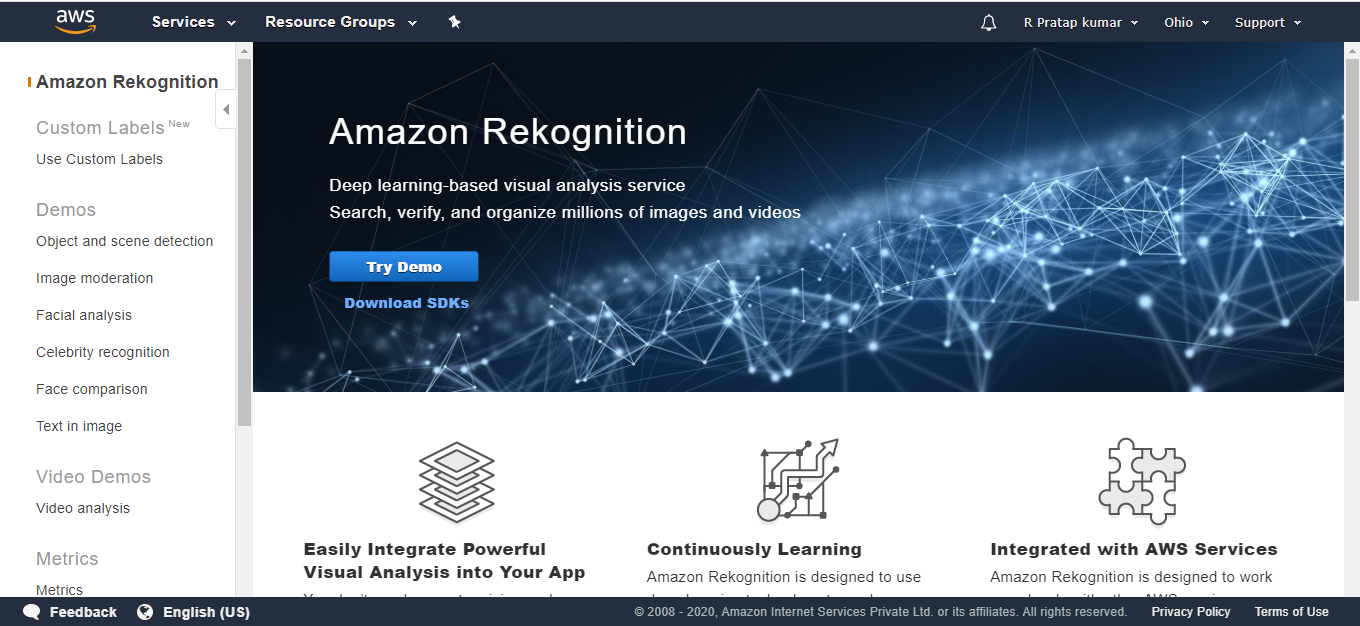 aws
Services
Resource Groups
R Pratap kumar
Ohio
Support
Amazon Rekognition
Custom Labels New
Use Custom Labels
Demos
Object and scene detection
Image moderation
Facial analysis
Celebrity recognition
Face comparison
Text in image
Video Demos
Video analysis
Metrics
Metrics
Amazon Rekognition
Deep learning-based visual analysis service
Search, verify, and organize millions of images and videos
Try Demo
Download SDKs
Easily Integrate Powerful
Visual Analysis into Your App
Continuously Learning
Amazon Rekognition is designed to use
Integrated with AWS Services
Amazon Rekognition is designed to work
Feedback
English (US)
© 2008 - 2020, Amazon Internet Services Private Ltd. or its affiliates. All rights reserved.
Privacy Policy
Terms of Use